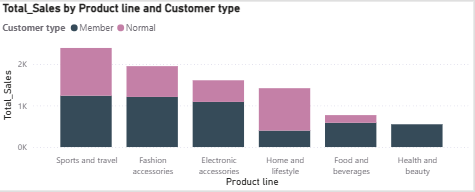 Total_Sales by Product line and Customer type
Customer type Member Normal
Total_Sales
2K
1K
0K
Sports and travel
Fashion accessories
Electronic accessories
Home and lifestyle
Food and beverages
Health and beauty
Product line